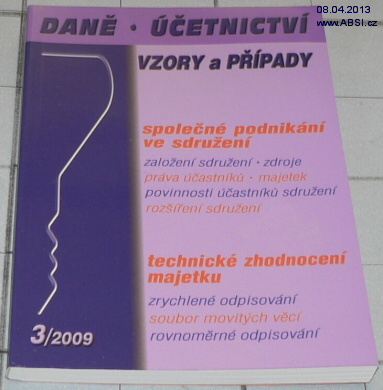 08.04.2013
www.ABSI.cz
DANĚ · ÚČETNICTVÍ
VZORY a PŘÍPADY
společné podnikání
ve sdružení
založení sdružení · zdroje
práva účastníků · majetek
povinnosti účastníků sdružení
rozšíření sdružení
technické zhodnocení
majetku
zrychlené odpisování
soubor movitých věcí
rovnoměrné odpisování
3/2009